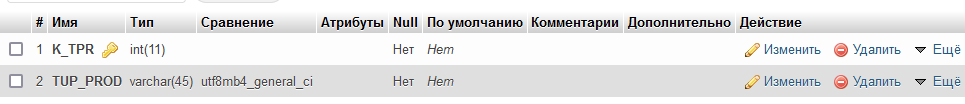 # Имя Тип Сравнение Атрибуты Null По умолчанию Комментарии Дополнительно Действие
1 K_TPR int(11) Нет Нет Изменить Удалить Ещё
2 TUP_PROD varchar(45) utf8mb4_general_ci Нет Нет Изменить Удалить Ещё